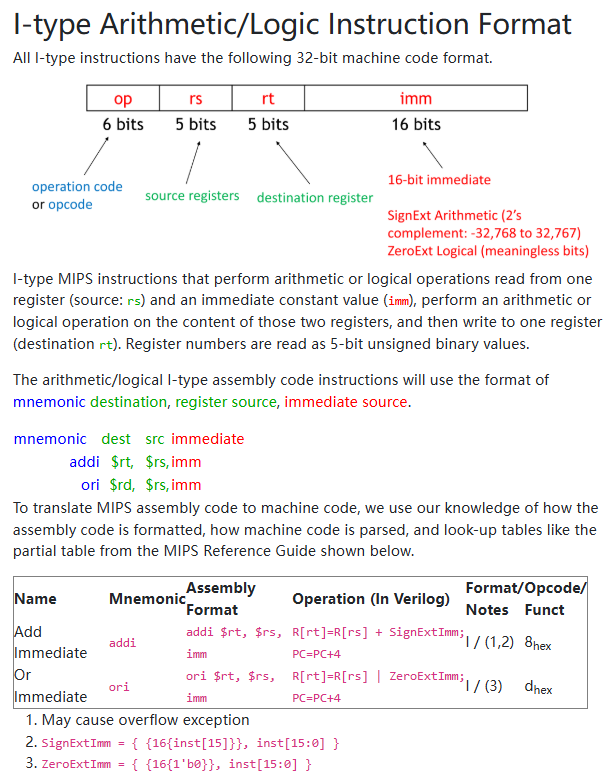 I-type Arithmetic/Logic Instruction Format
All I-type instructions have the following 32-bit machine code format.
op rs rt imm
6 bits 5 bits 5 bits 16 bits
operation code
or opcode
source registers
destination register
16-bit immediate
SignExt Arithmetic (2's
complement: -32,768 to 32,767)
ZeroExt Logical (meaningless bits)
I-type MIPS instructions that perform arithmetic or logical operations read from one
register (source: rs) and an immediate constant value (imm), perform an arithmetic or
logical operation on the content of those two registers, and then write to one register
(destination rt). Register numbers are read as 5-bit unsigned binary values.
The arithmetic/logical I-type assembly code instructions will use the format of
mnemonic destination, register source, immediate source.
mnemonic dest src immediate
addi $rt, $rs, imm
ori $rd, $rs, imm
To translate MIPS assembly code to machine code, we use our knowledge of how the
assembly code is formatted, how machine code is parsed, and look-up tables like the
partial table from the MIPS Reference Guide shown below.
Name Mnemonic Assembly Format Operation (In Verilog) Format/Notes Opcode/Funct
Add Immediate addi addi $rt, $rs, imm R[rt]=R[rs] + SignExtImm; PC=PC+4 I / (1,2) 8hex
Or Immediate ori ori $rt, $rs, imm R[rt]=R[rs] | ZeroExtImm; PC=PC+4 I / (3) dhex
1. May cause overflow exception
2. SignExtImm = { {16{inst[15]}}, inst[15:0] }
3. ZeroExtImm = { {16{1'b0}}, inst[15:0] }